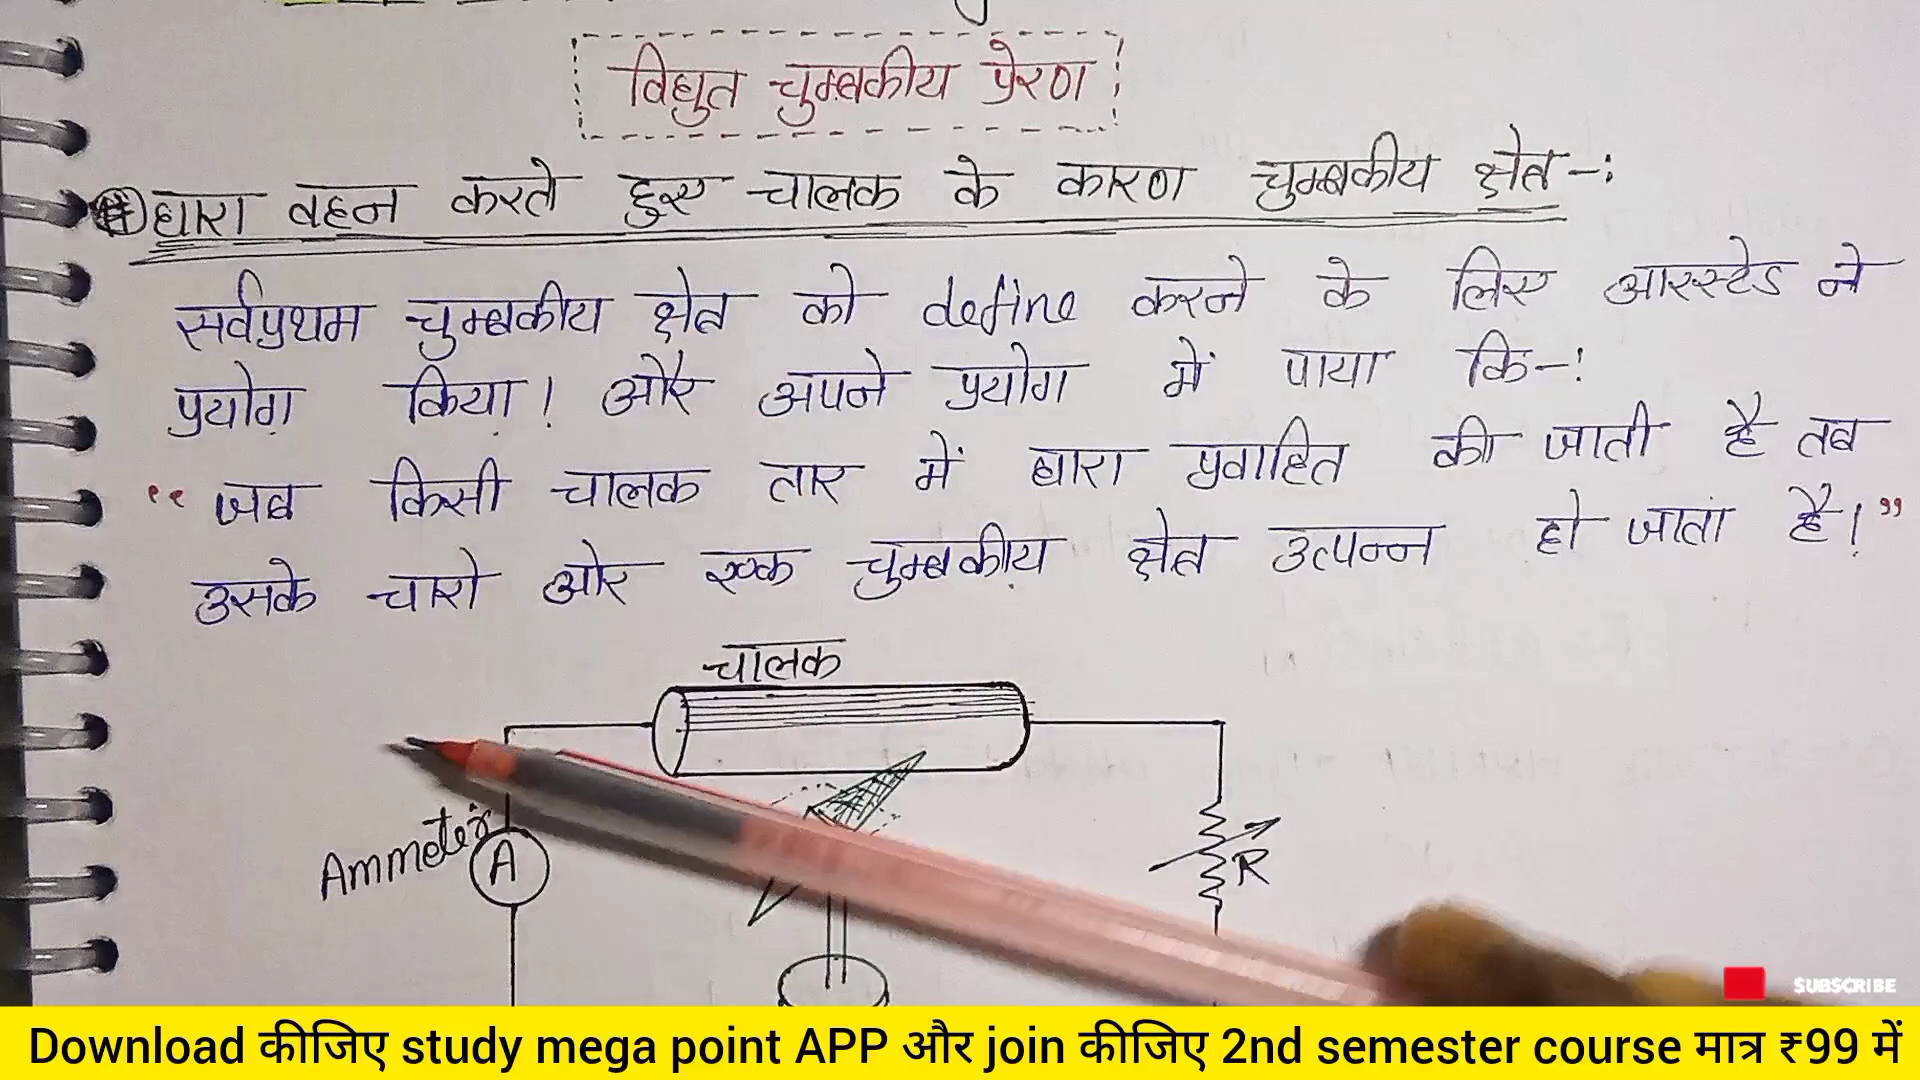 विधुत चुम्बकीय प्रेरण
# धारा वहन करते हुए चालक के कारण चुम्बकीय क्षेत्र -:
सर्वप्रथम चुम्बकीय क्षेत्र को define करने के लिए आरस्टेड ने
प्रयोग किया। और अपने प्रयोग में पाया कि -:
"जब किसी चालक तार में धारा प्रवाहित की जाती है तब
उसके चारो ओर एक चुम्बकीय क्षेत्र उत्पन्न हो जाता है।"
चालक
Ammeter
A
R
SUBSCRIBE
Download कीजिए study mega point APP और join कीजिए 2nd semester course मात्र ₹99 में